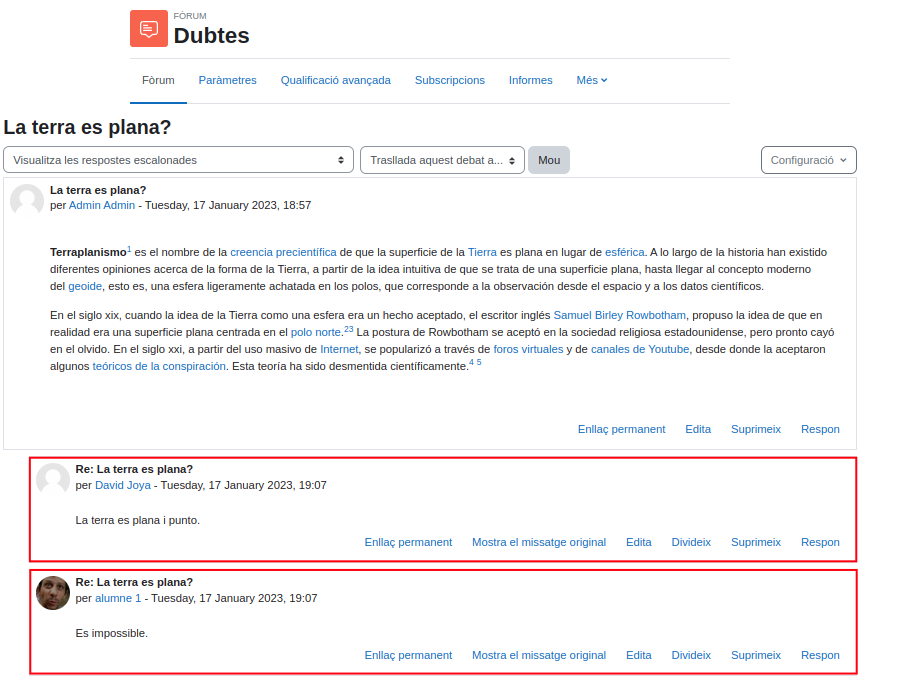 FÒRUM
Dubtes
Fòrum Paràmetres Qualificació avançada Subscripcions Informes Més
La terra es plana?
Visualitza les respostes escalonades Trasllada aquest debat a... Mou Configuració
La terra es plana?
per Admin Admin - Tuesday, 17 January 2023, 18:57
Terraplanismo1 es el nombre de la creencia precientífica de que la superficie de la Tierra es plana en lugar de esférica. A lo largo de la historia han existido
diferentes opiniones acerca de la forma de la Tierra, a partir de la idea intuitiva de que se trata de una superficie plana, hasta llegar al concepto moderno
del geoide, esto es, una esfera ligeramente achatada en los polos, que corresponde a la observación desde el espacio y a los datos científicos.
En el siglo xix, cuando la idea de la Tierra como una esfera era un hecho aceptado, el escritor inglés Samuel Birley Rowbotham, propuso la idea de que en
realidad era una superficie plana centrada en el polo norte.23 La postura de Rowbotham se aceptó en la sociedad religiosa estadounidense, pero pronto cayó
en el olvido. En el siglo xxi, a partir del uso masivo de Internet, se popularizó a través de foros virtuales y de canales de Youtube, desde donde la aceptaron
algunos teóricos de la conspiración. Esta teoría ha sido desmentida científicamente.4 5
Enllaç permanent Edita Suprimeix Respon
Re: La terra es plana?
per David Joya - Tuesday, 17 January 2023, 19:07
La terra es plana i punto.
Enllaç permanent Mostra el missatge original Edita Divideix Suprimeix Respon
Re: La terra es plana?
per alumne 1 - Tuesday, 17 January 2023, 19:07
Es impossible.
Enllaç permanent Mostra el missatge original Edita Divideix Suprimeix Respon